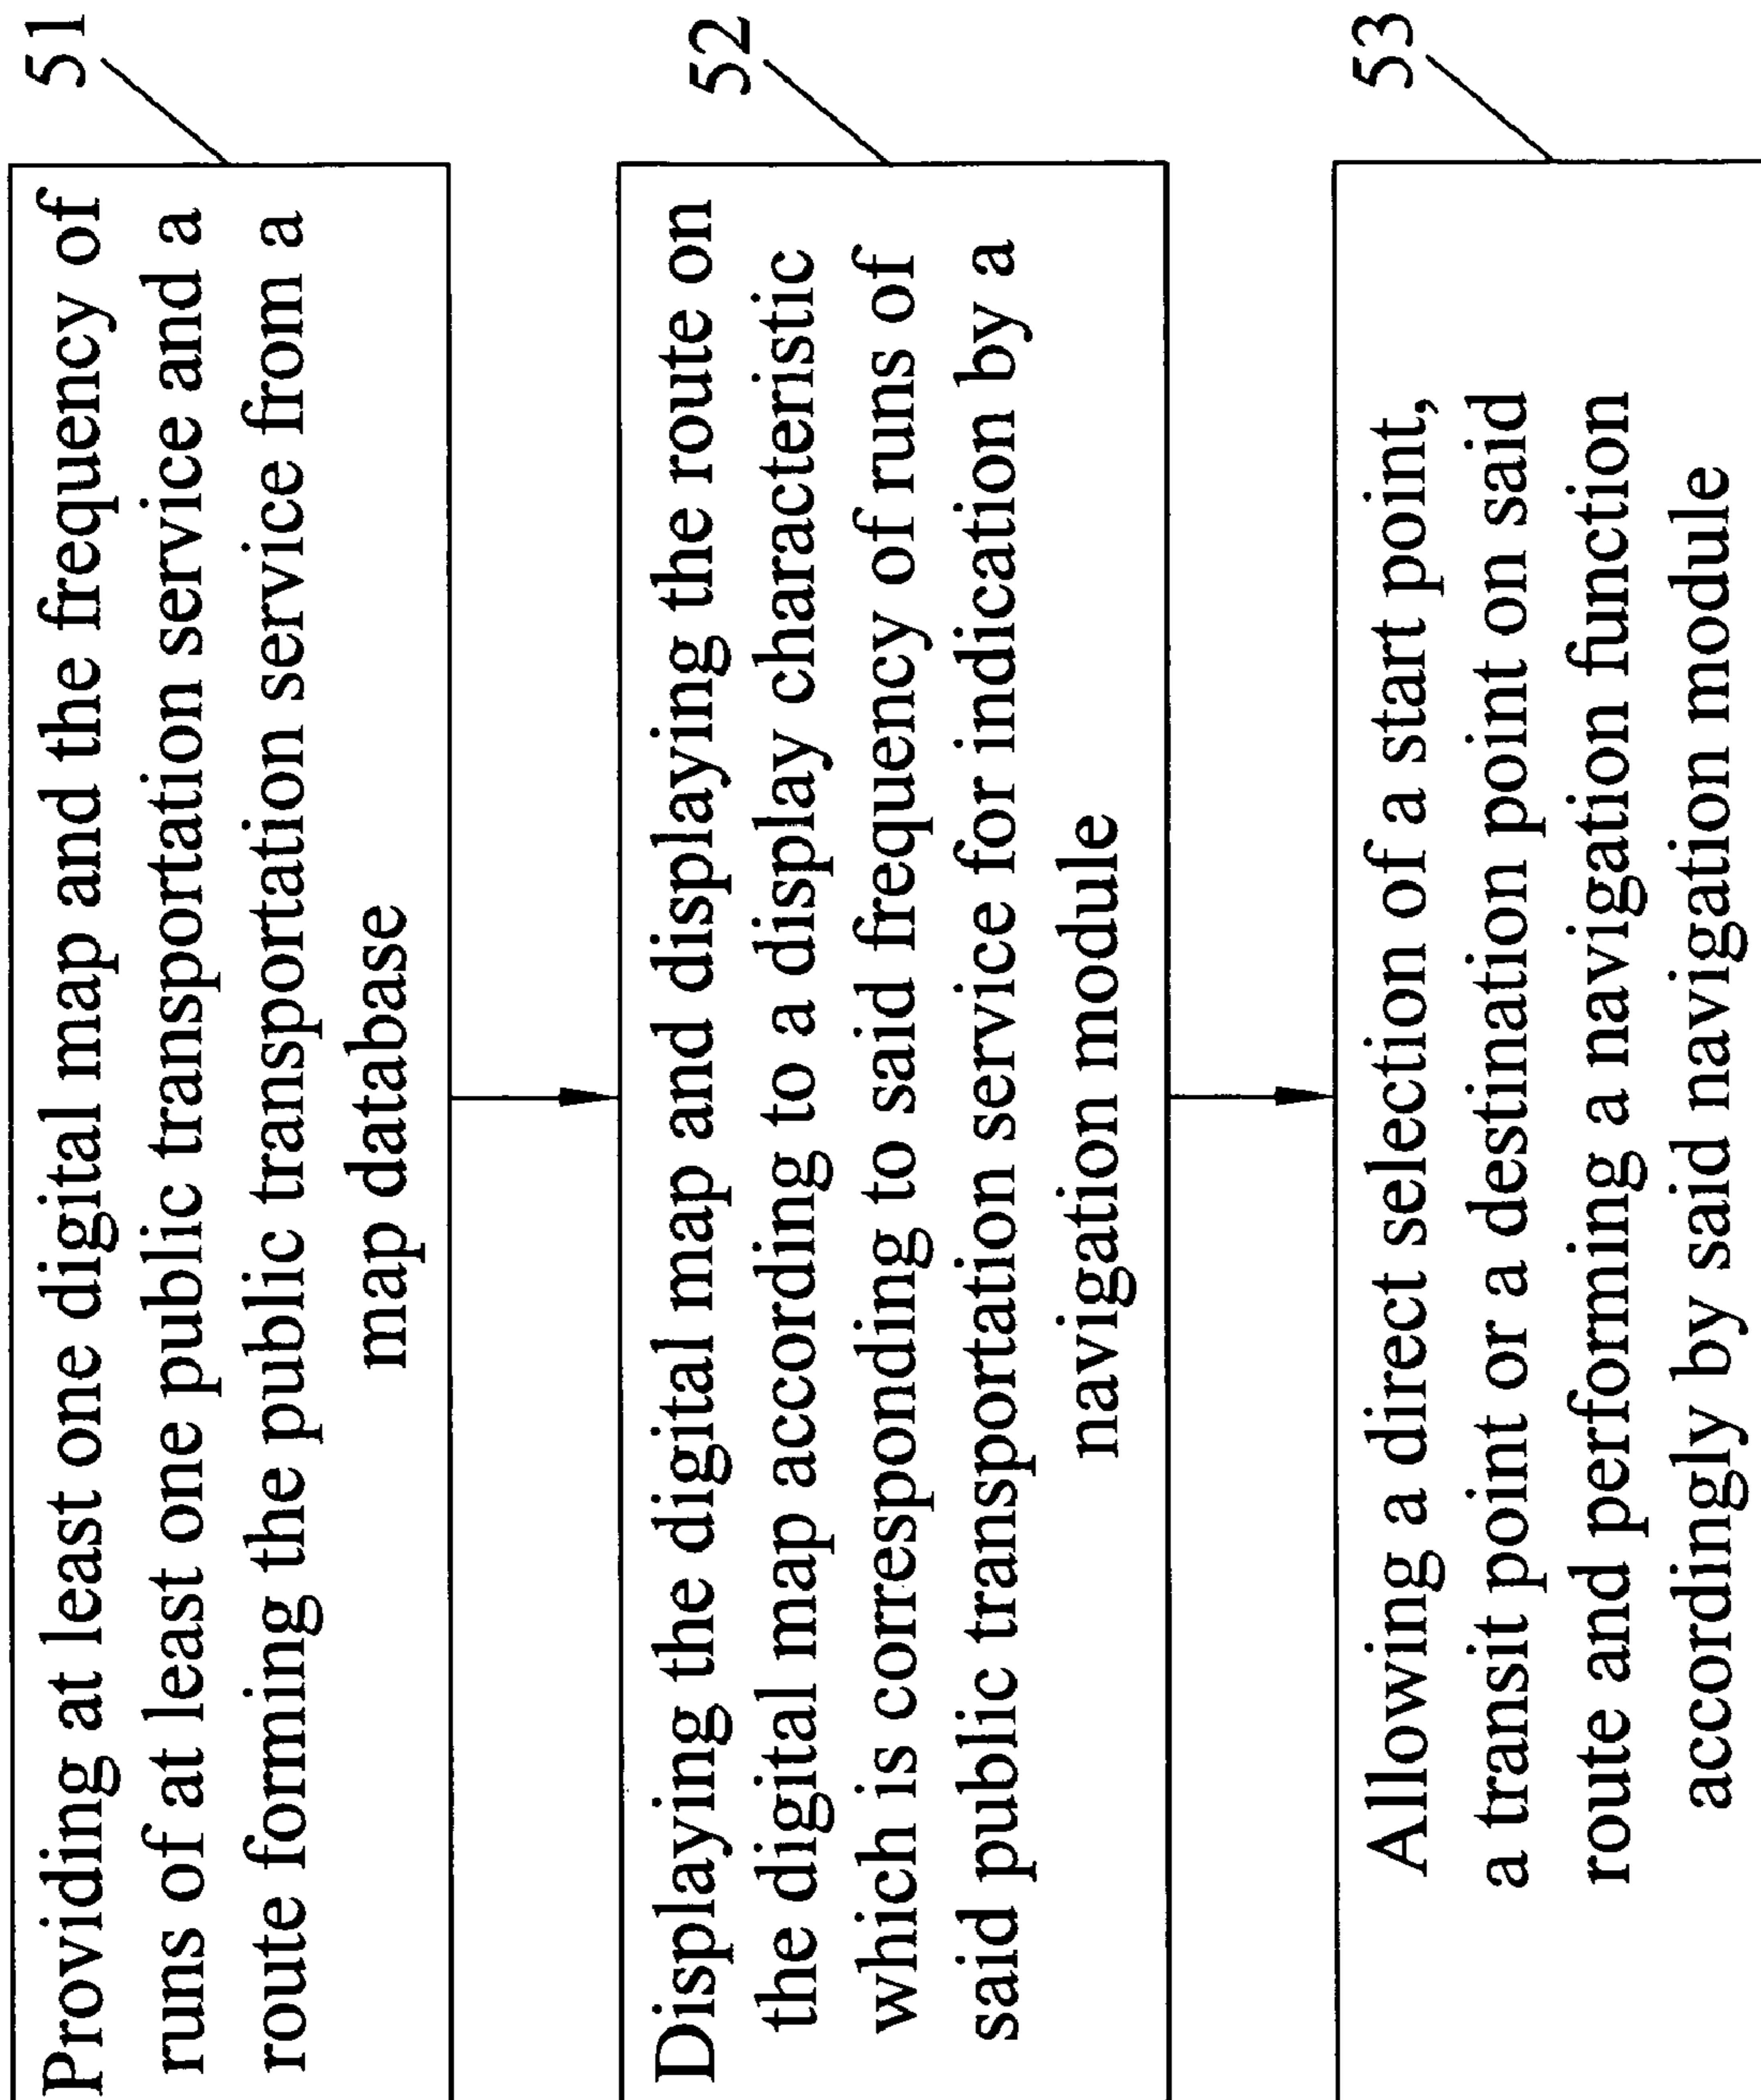 Providing at least one digital map and the frequency of
runs of at least one public transportation service and a
route forming the public transportation service from a
map database
51
Displaying the digital map and displaying the route on
the digital map according to a display characteristic
which is corresponding to said frequency of runs of
said public transportation service for indication by a
navigation module
52
Allowing a direct selection of a start point,
a transit point or a destination point on said
route and performing a navigation function
accordingly by said navigation module
53